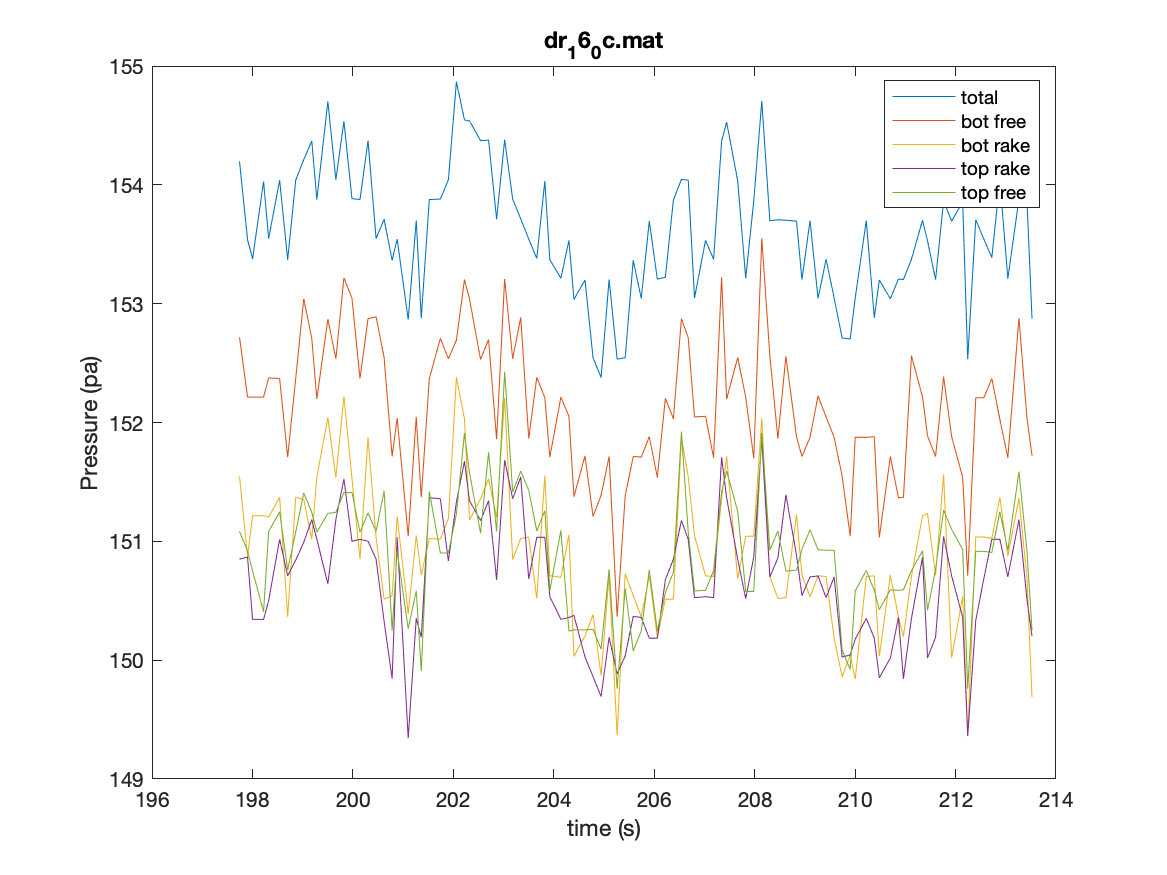 dr₁6₀c.mat
155
154
153
152
151
150
149
Pressure (pa)
total
bot free
bot rake
top rake
top free
196 198 200 202 204 206 208 210 212 214
time (s)